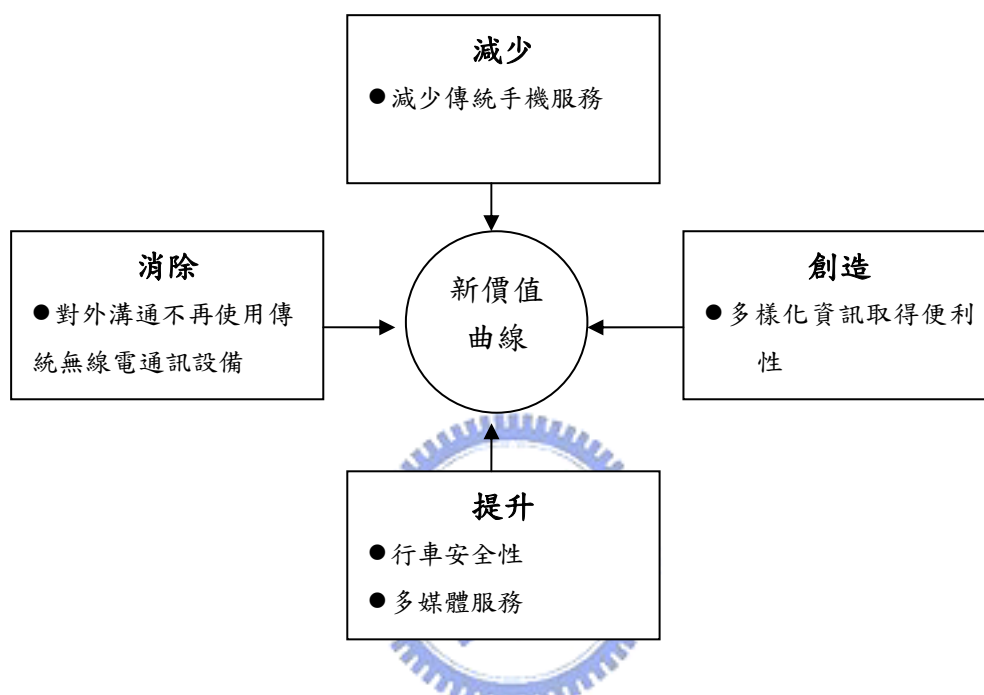 減少
●減少傳統手機服務
消除
●對外溝通不再使用傳
統無線電通訊設備
新價值
曲線
創造
●多樣化資訊取得便利
性
提升
●行車安全性
●多媒體服務